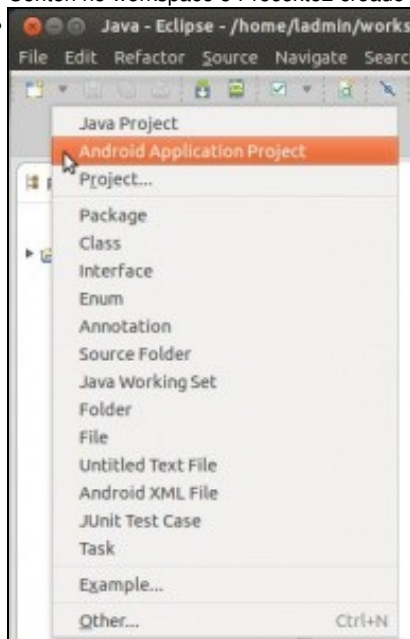 Java - Eclipse - /home/ladmin/works
File Edit Refactor Source Navigate Searc
Java Project
Android Application Project
Project...
Package
Class
Interface
Enum
Annotation
Source Folder
Java Working Set
Folder
File
Untitled Text File
Android XML File
JUnit Test Case
Task
Example...
Other... Ctrl+N